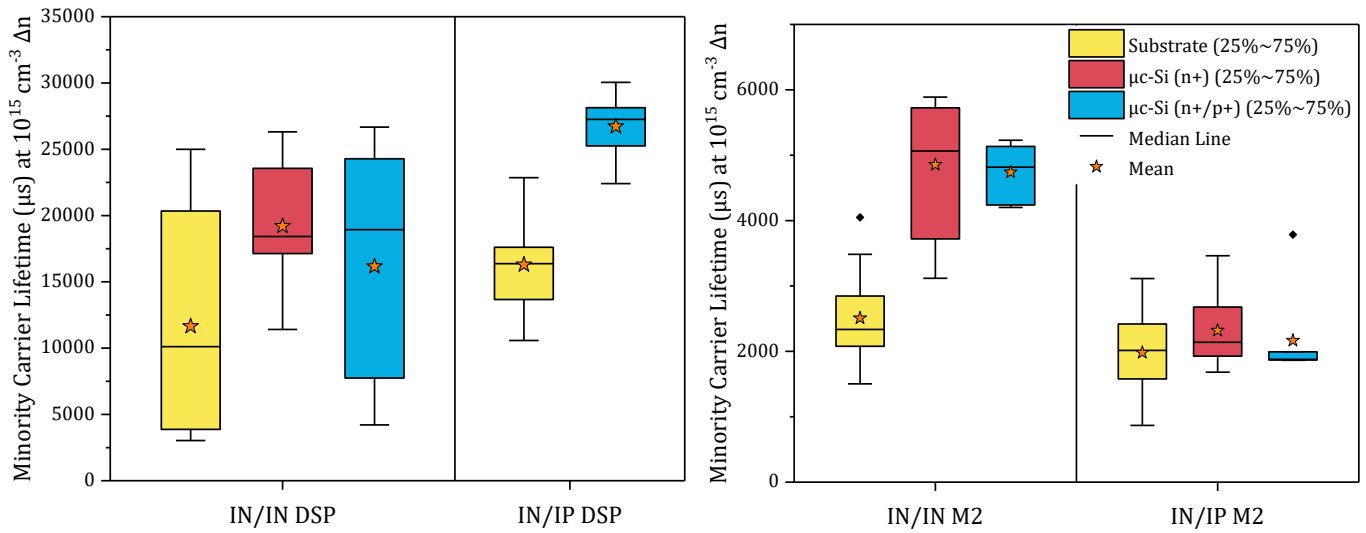 Minority Carrier Lifetime (µs) at 10¹⁵ cm⁻³ Δn
35000
30000
25000
20000
15000
10000
5000
0
IN/IN DSP
IN/IP DSP
Minority Carrier Lifetime (µs) at 10¹⁵ cm⁻³ Δn
6000
4000
2000
0
IN/IN M2
IN/IP M2
Substrate (25%~75%)
µc-Si (n+) (25%~75%)
µc-Si (n+/p+) (25%~75%)
Median Line
Mean